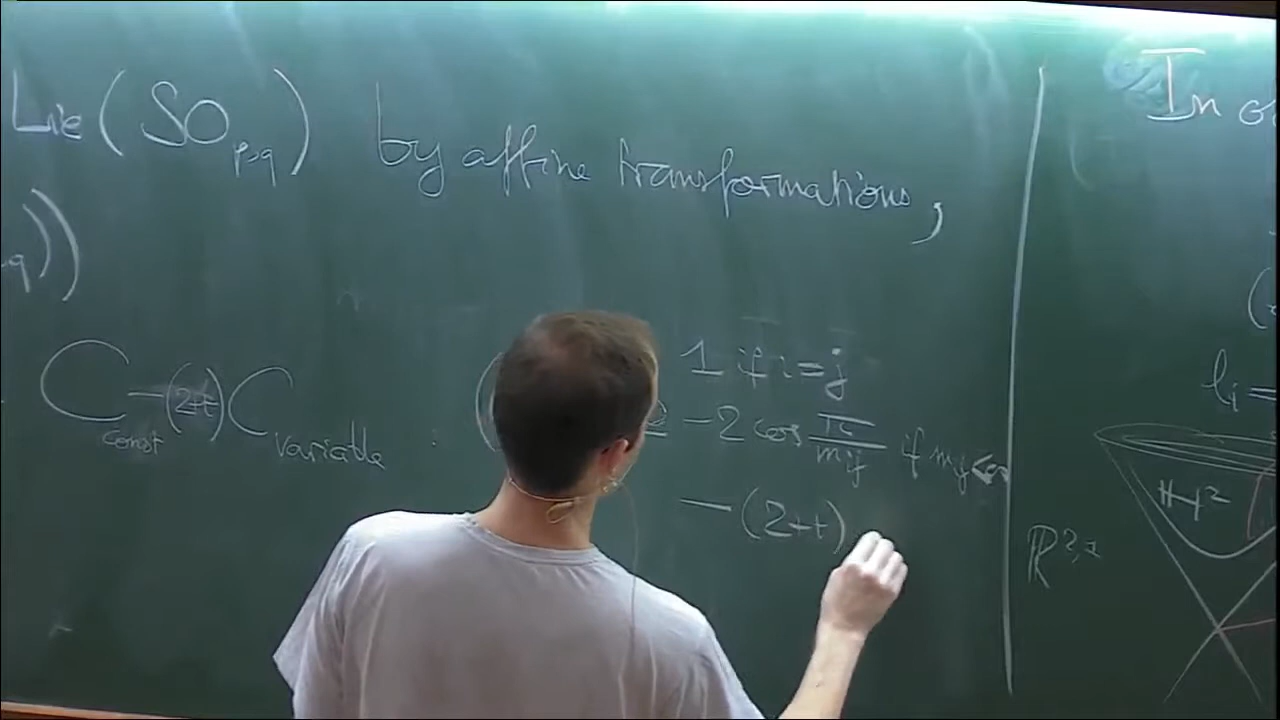 Lie (SO_{p,q}) by affine transformations,
q))
C_{const} - (2+t) C_{variable}
1 if i = j
-2 cos π/m_{ij} if m_{ij} < ∞
-(2+t)
In
l_i =
H^2
ℝ^{2,1}